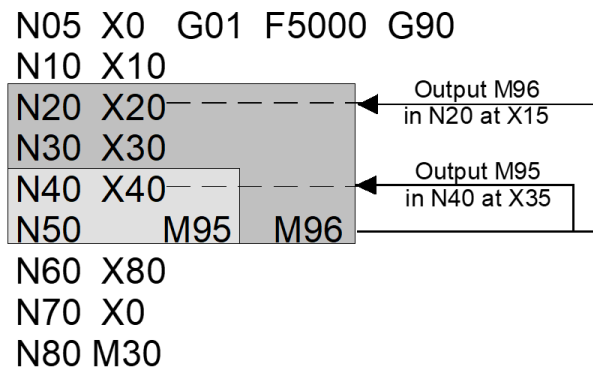 N05 X0 G01 F5000 G90
N10 X10
N20 X20
Output M96
in N20 at X15
N30 X30
N40 X40
Output M95
in N40 at X35
N50 M95 M96
N60 X80
N70 X0
N80 M30